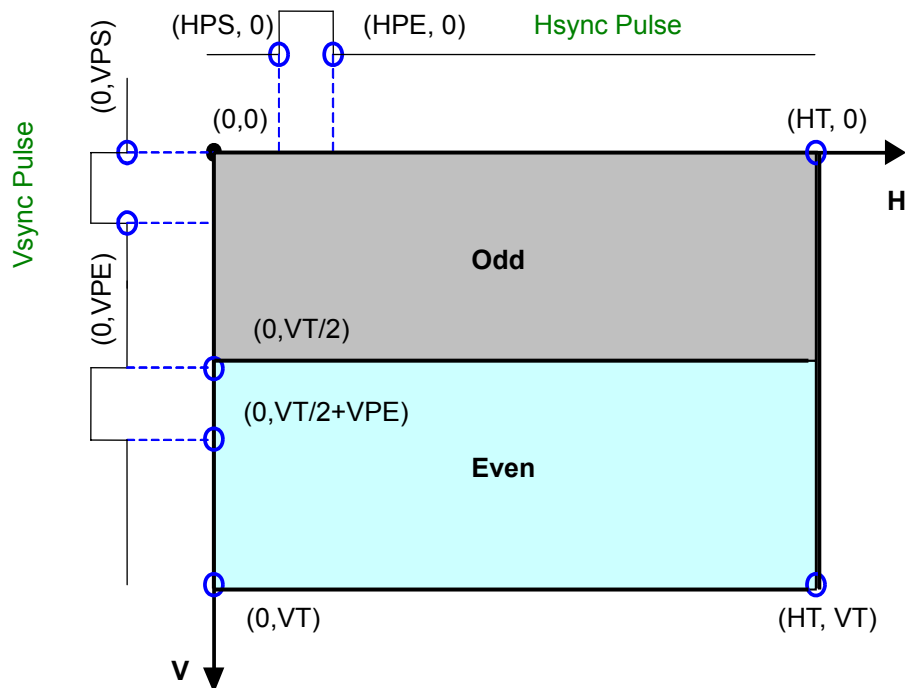 (HPS, 0)
(HPE, 0)
Hsync Pulse
(0,VPS)
(0,0)
(HT, 0)
Vsync Pulse
H
Odd
(0,VPE)
(0,VT/2)
(0,VT/2+VPE)
Even
(0,VT)
(HT, VT)
V